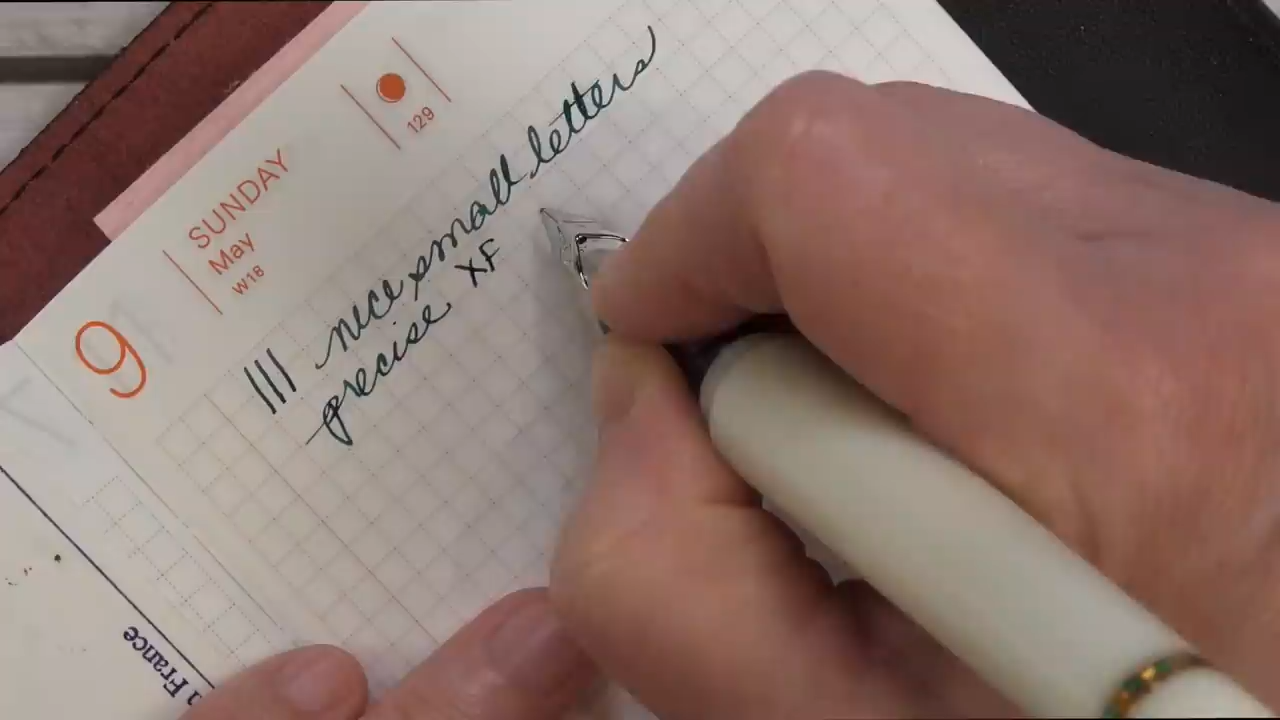 9
SUNDAY
May
W18
129
||| nice small letters
precise XF
n France